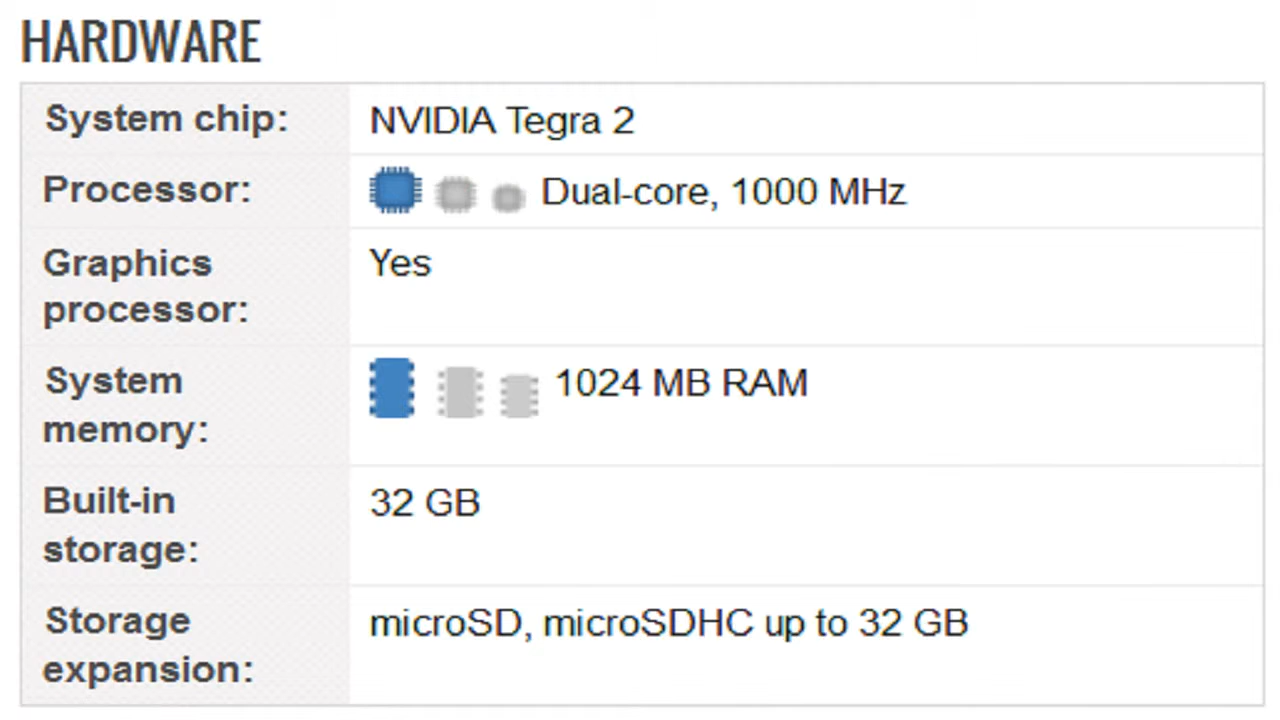 HARDWARE
System chip: NVIDIA Tegra 2
Processor: Dual-core, 1000 MHz
Graphics Yes
processor:
System 1024 MB RAM
memory:
Built-in 32 GB
storage:
Storage microSD, microSDHC up to 32 GB
expansion: